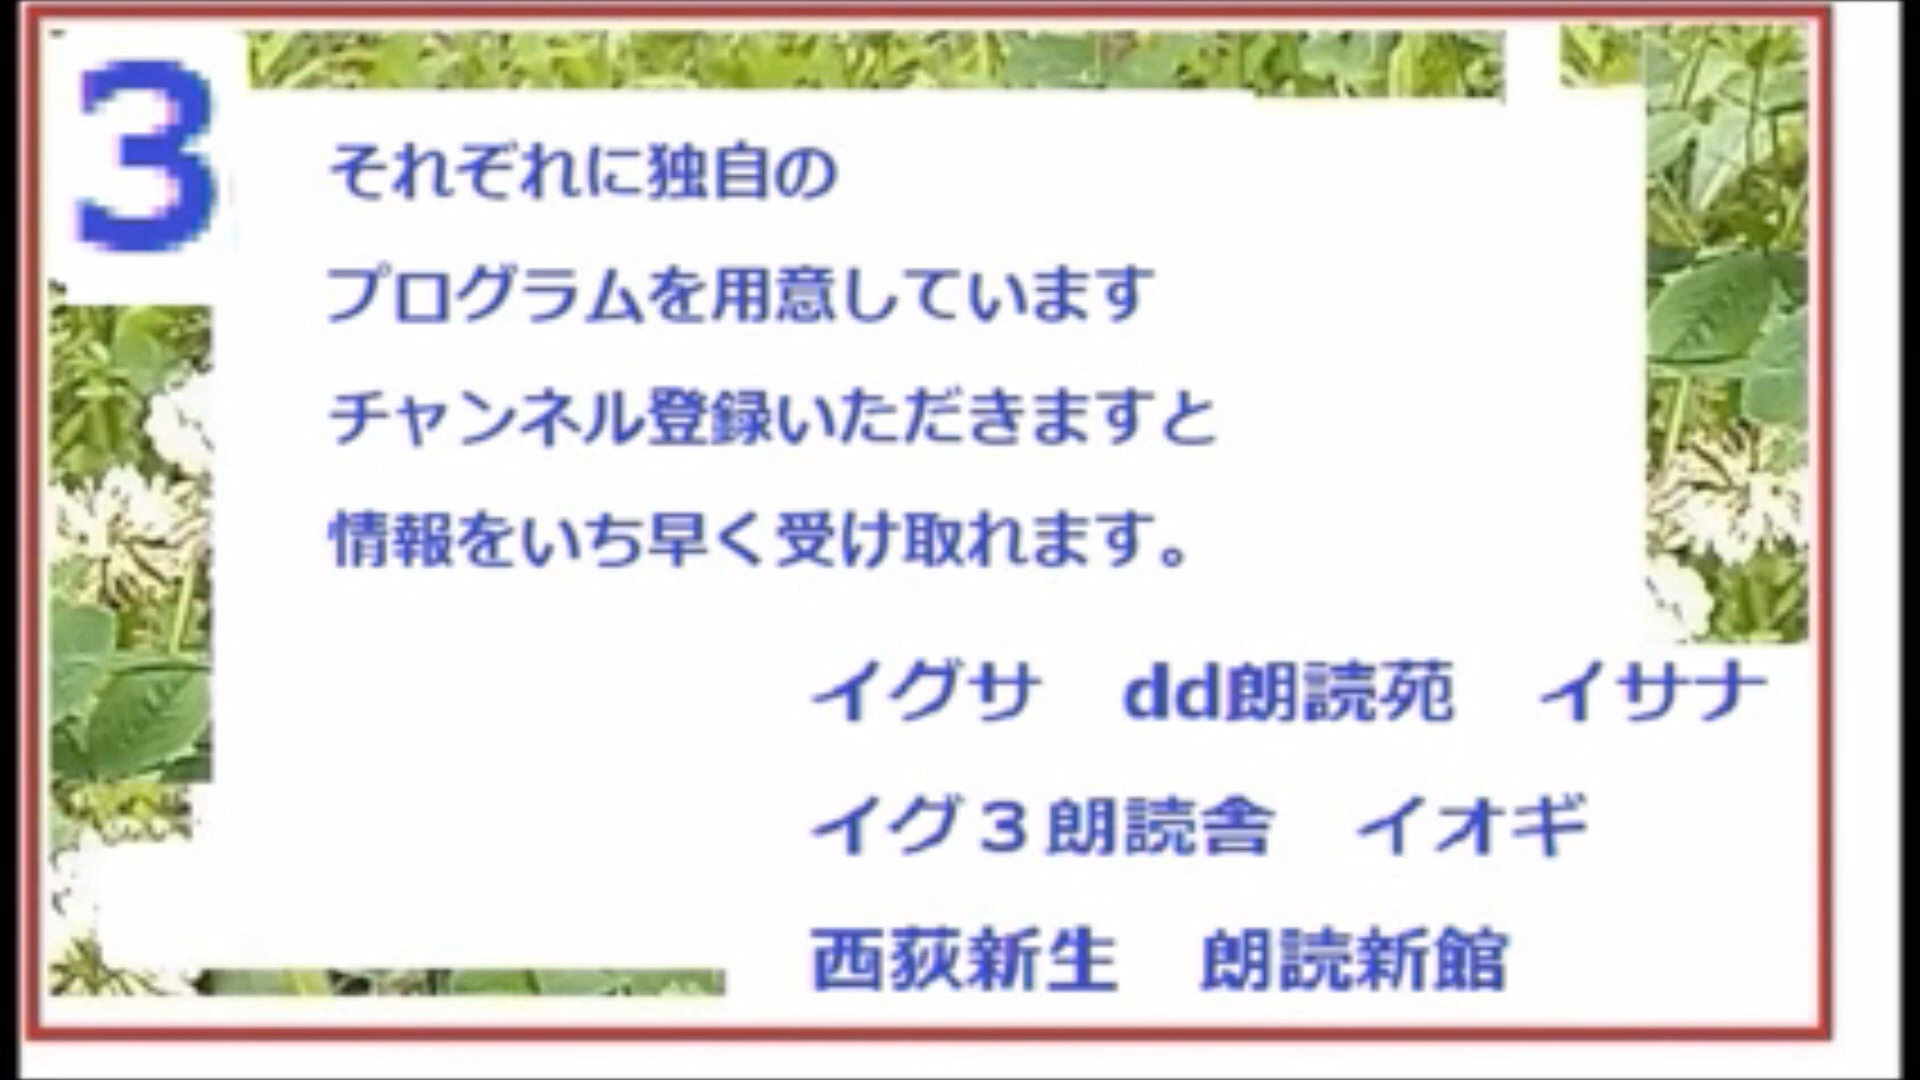 3
それぞれに独自の
プログラムを用意しています
チャンネル登録いただきますと
情報をいち早く受け取れます。
イグサ　dd朗読苑　イサナ
イグ３朗読舎　イオギ
西荻新生　朗読新館